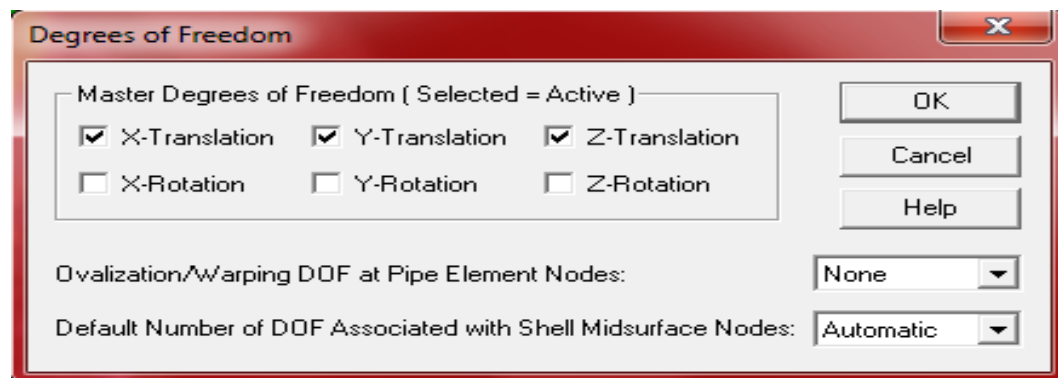 Degrees of Freedom
Master Degrees of Freedom ( Selected = Active )
X-Translation Y-Translation Z-Translation
X-Rotation Y-Rotation Z-Rotation
OK
Cancel
Help
Ovalization/Warping DOF at Pipe Element Nodes: None
Default Number of DOF Associated with Shell Midsurface Nodes: Automatic